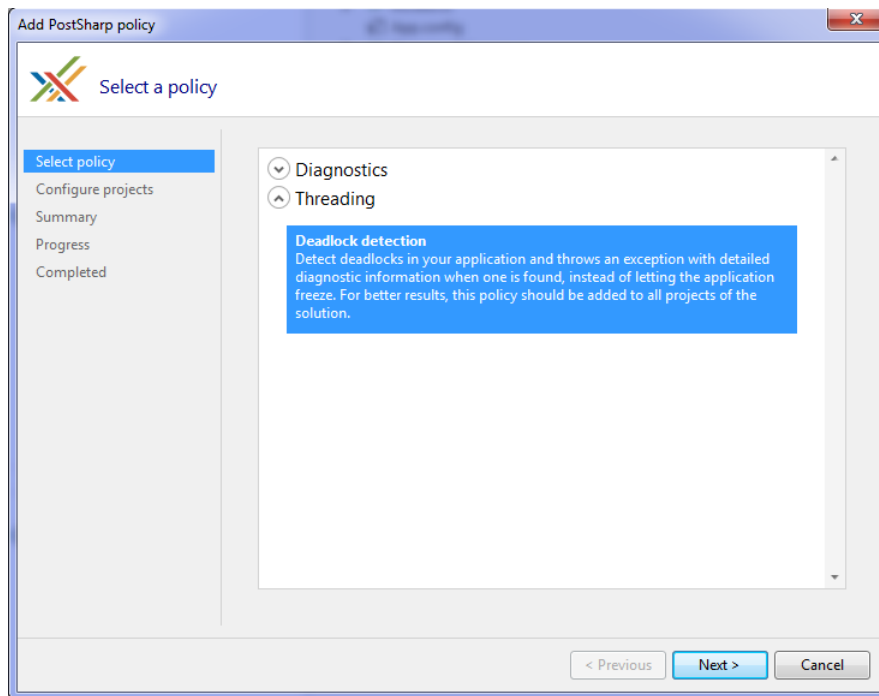 Add PostSharp policy
App.config
Select a policy
Select policy
Configure projects
Summary
Progress
Completed
Diagnostics
Threading
Deadlock detection
Detect deadlocks in your application and throws an exception with detailed
diagnostic information when one is found, instead of letting the application
freeze. For better results, this policy should be added to all projects of the
solution.
< Previous
Next >
Cancel